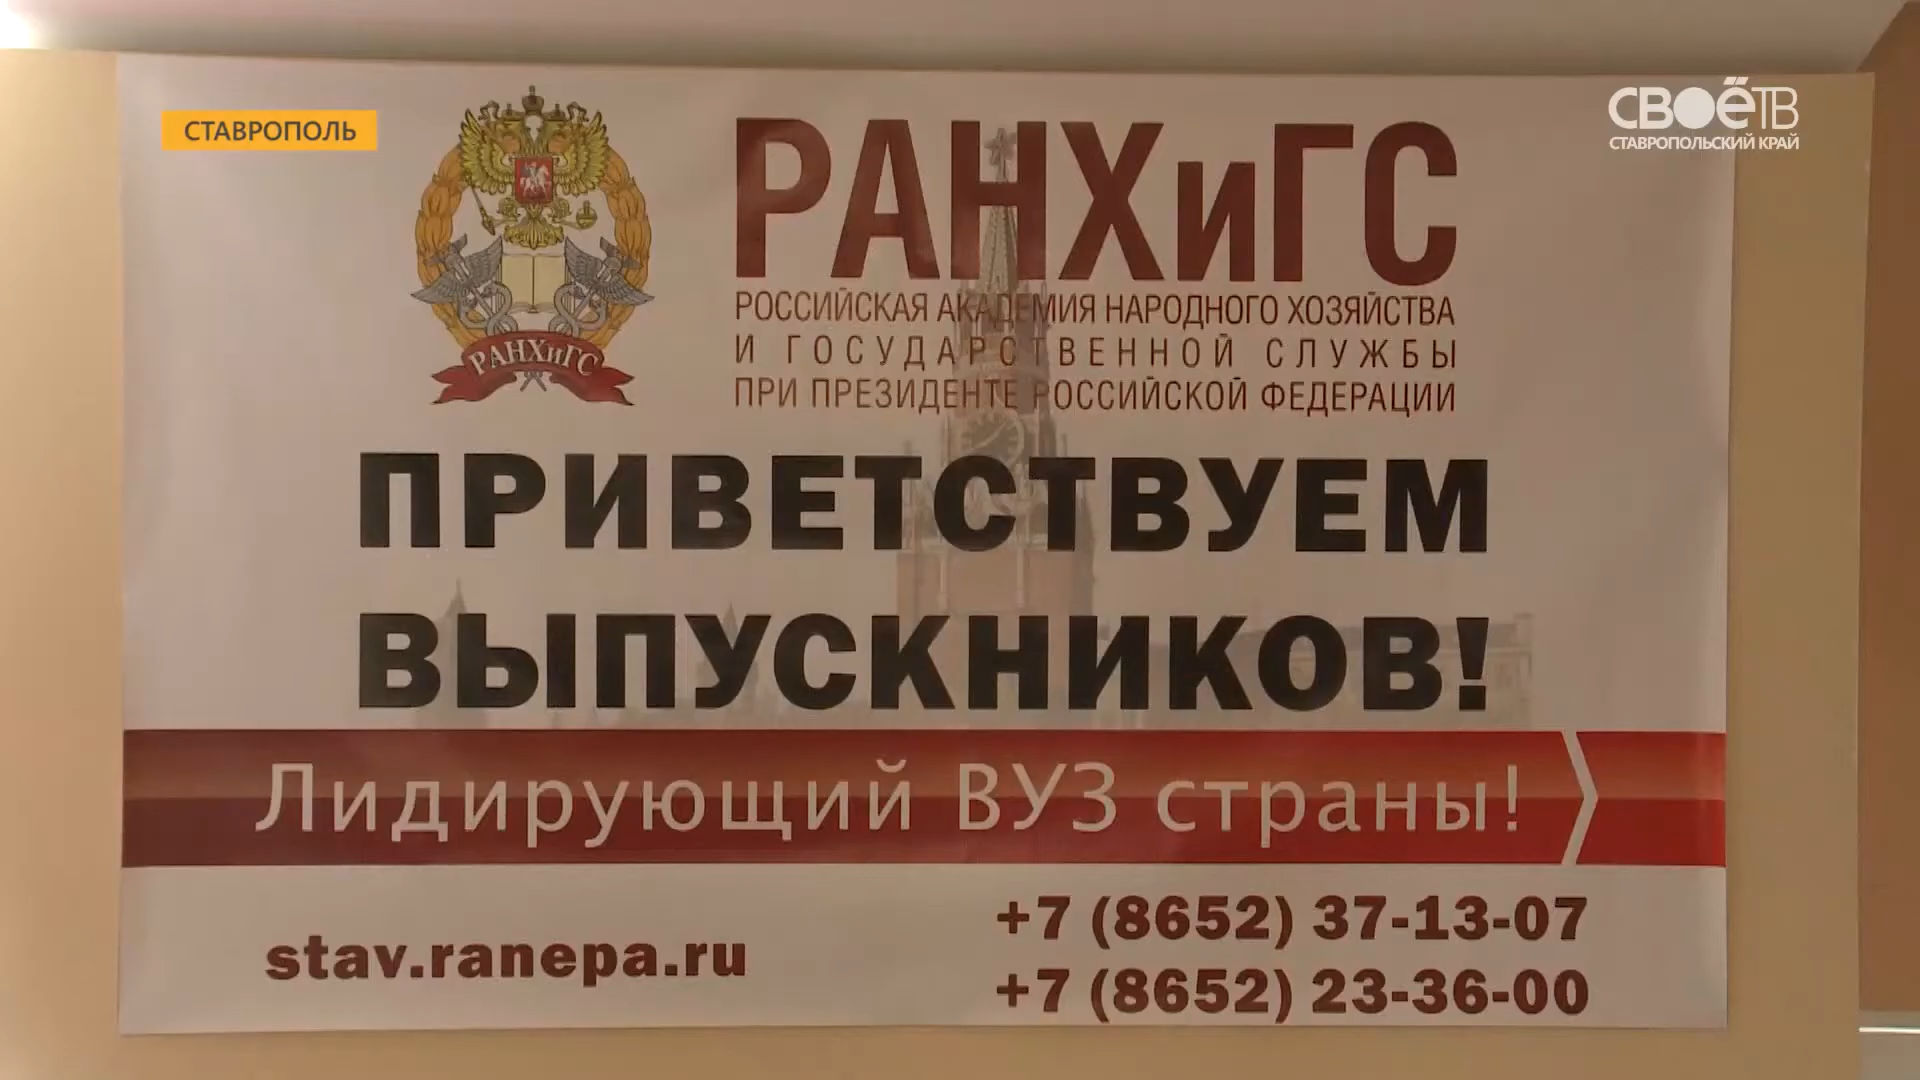 СТАВРОПОЛЬ
СВОЁТВ
СТАВРОПОЛЬСКИЙ КРАЙ
РАНХиГС
РОССИЙСКАЯ АКАДЕМИЯ НАРОДНОГО ХОЗЯЙСТВА
И ГОСУДАРСТВЕННОЙ СЛУЖБЫ
ПРИ ПРЕЗИДЕНТЕ РОССИЙСКОЙ ФЕДЕРАЦИИ
РАНХиГС
ПРИВЕТСТВУЕМ
ВЫПУСКНИКОВ!
Лидирующий ВУЗ страны!
stav.ranepa.ru
+7 (8652) 37-13-07
+7 (8652) 23-36-00